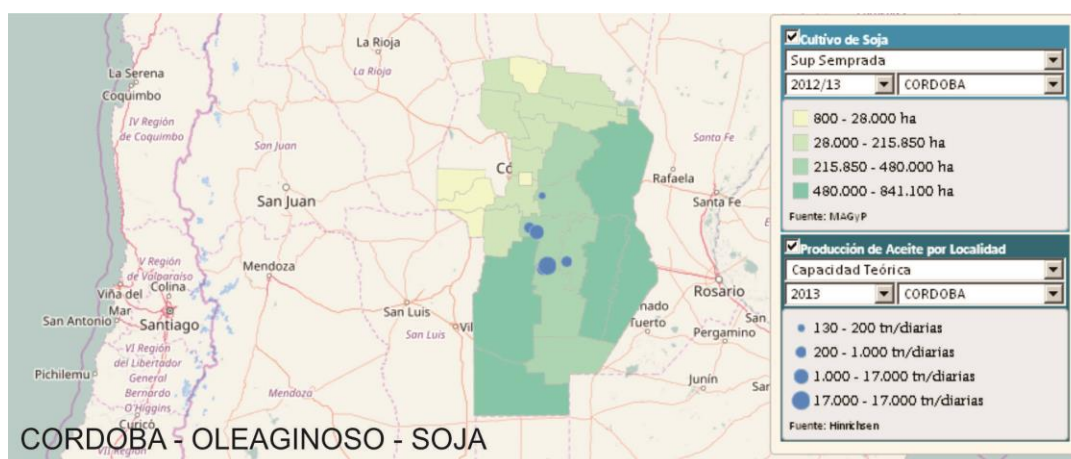 La Rioja
La Rioja
La Serena
Coquimbo
IV Región
de Coquimbo
San Juan
Santa Fe
Có
Rafaela
San Juan
Santa Fe
V Región
de Valparaíso
Mendoza
Viña del
Mar
Colina
Rosario
San Luis
nado
Tuerto
San
San Antonio
Santiago
San Luis
Vil
Pergamino
VI Región
del Libertador
General
Bernardo
O'Higgins
Pichilemu
Mendoza
Junín
Curicó
CORDOBA - OLEAGINOSO - SOJA
Cultivo de Soja
Sup Semprada
2012/13 CORDOBA
800 - 28.000 ha
28.000 - 215.850 ha
215.850 - 480.000 ha
480.000 - 841.100 ha
Fuente: MAGyP
Producción de Aceite por Localidad
Capacidad Teórica
2013 CORDOBA
130 - 200 tn/diarias
200 - 1.000 tn/diarias
1.000 - 17.000 tn/diarias
17.000 - 17.000 tn/diarias
Fuente: Hinrichsen